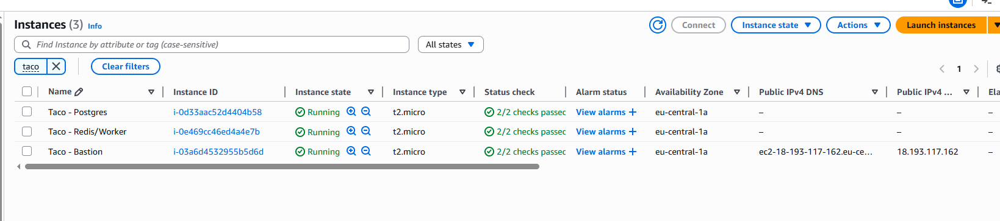 Instances (3) Info
Connect Instance state Actions Launch instances
Find Instance by attribute or tag (case-sensitive) All states
taco Clear filters
1
Name Instance ID Instance state Instance type Status check Alarm status Availability Zone Public IPv4 DNS Public IPv4 ... Ela
Taco - Postgres i-0d33aac52d4404b58 Running t2.micro 2/2 checks passec View alarms + eu-central-1a – – –
Taco - Redis/Worker i-0e469cc46ed4a4e7b Running t2.micro 2/2 checks passec View alarms + eu-central-1a – – –
Taco - Bastion i-03a6d4532955b5d6d Running t2.micro 2/2 checks passec View alarms + eu-central-1a ec2-18-193-117-162.eu-ce... 18.193.117.162 –